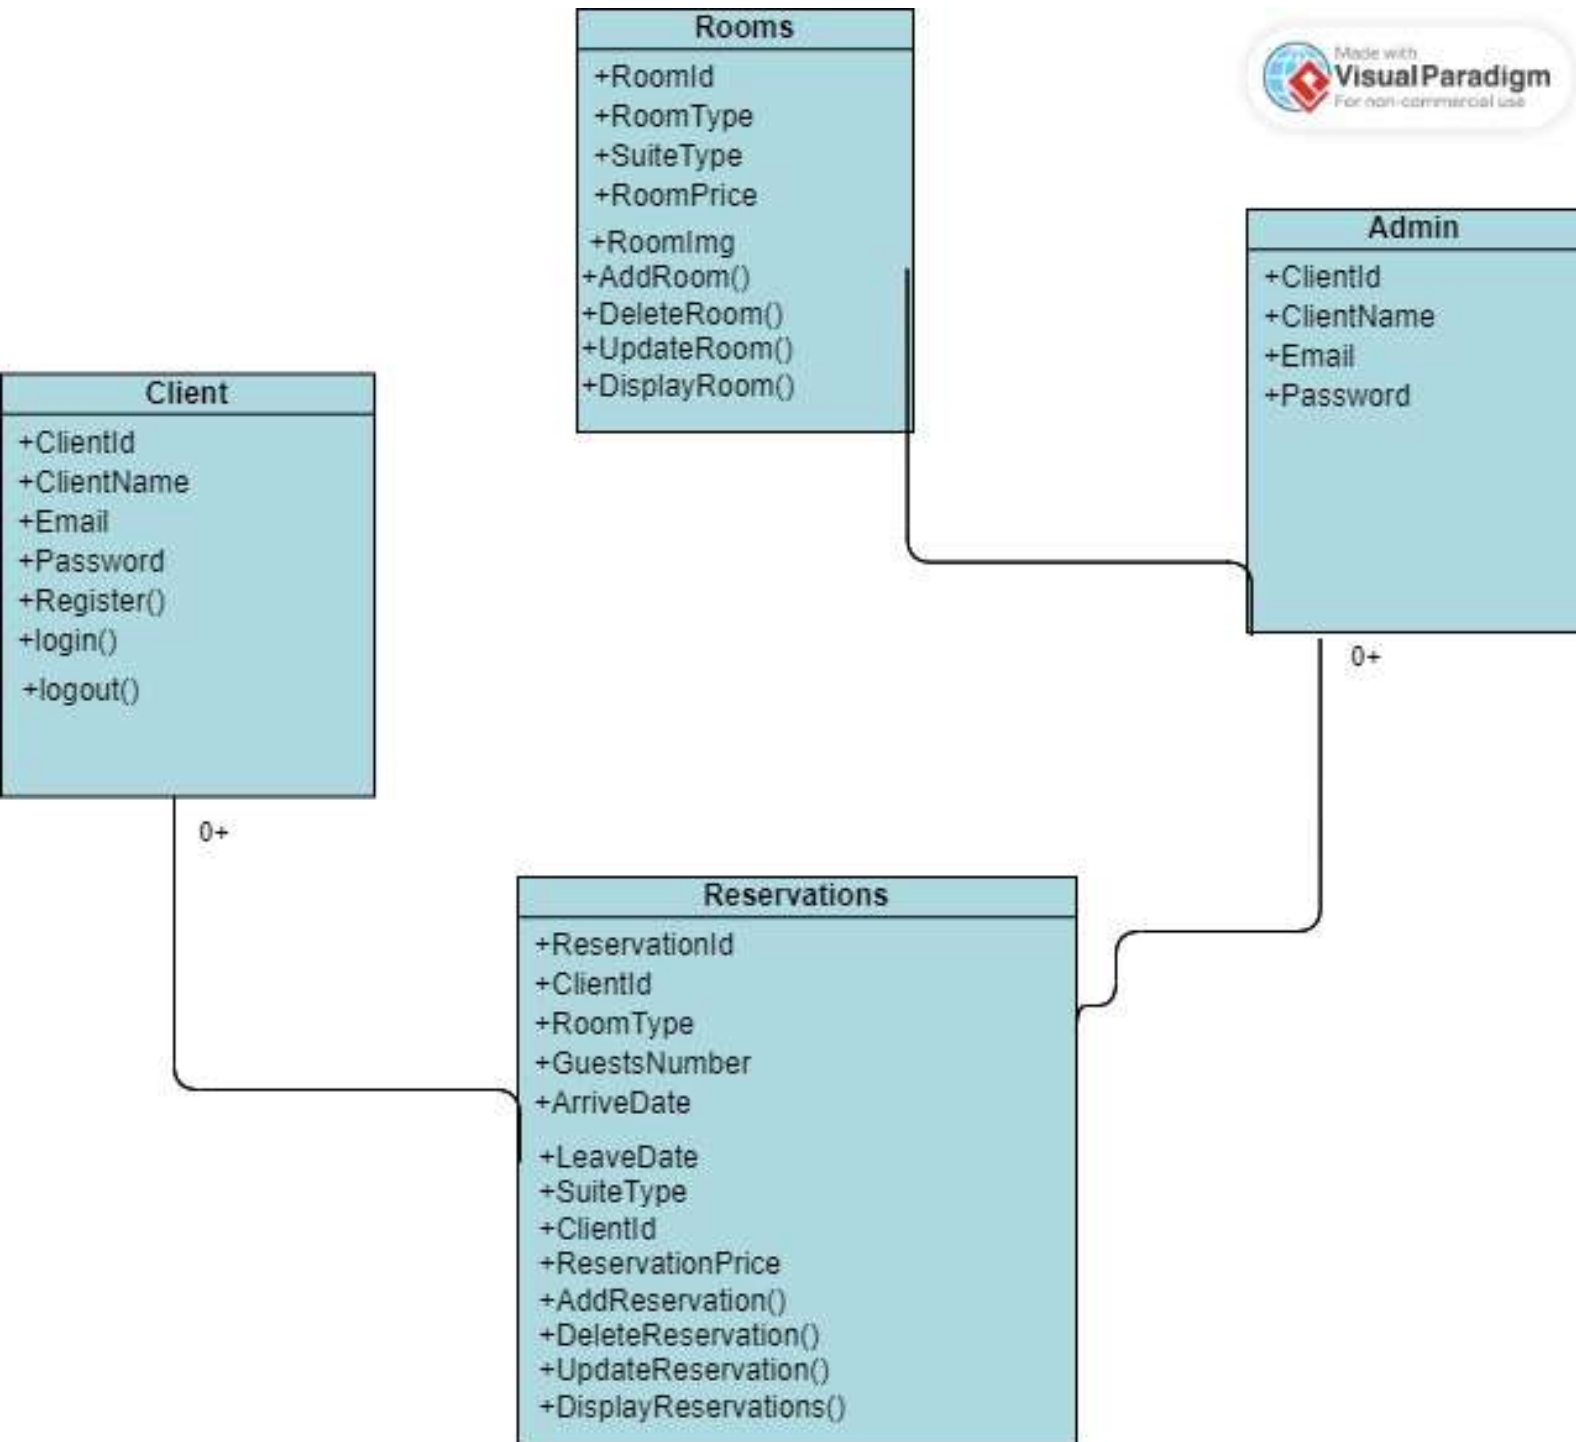 Rooms
+RoomId
+RoomType
+SuiteType
+RoomPrice
+RoomImg
+AddRoom()
+DeleteRoom()
+UpdateRoom()
+DisplayRoom()
Made with
Visual Paradigm
For non-commercial use
Admin
+ClientId
+ClientName
+Email
+Password
0+
Client
+ClientId
+ClientName
+Email
+Password
+Register()
+login()
+logout()
0+
Reservations
+ReservationId
+ClientId
+RoomType
+GuestsNumber
+ArriveDate
+LeaveDate
+SuiteType
+ClientId
+ReservationPrice
+AddReservation()
+DeleteReservation()
+UpdateReservation()
+DisplayReservations()